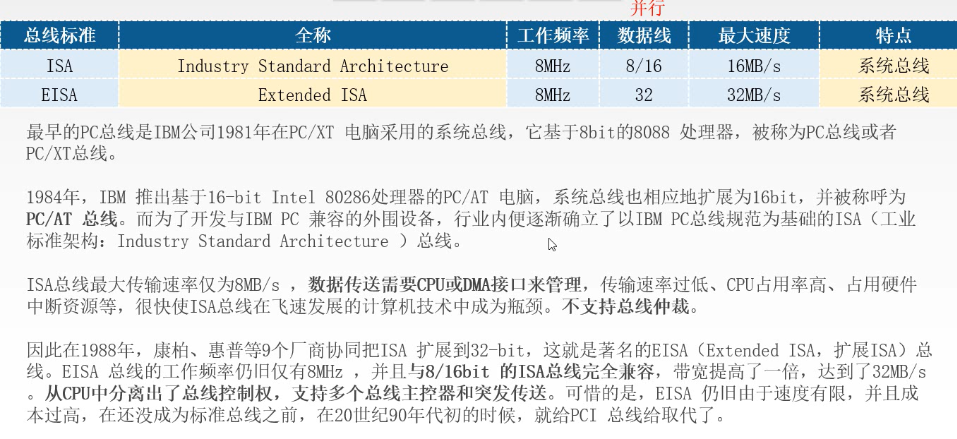 并行
总线标准 全称 工作频率 数据线 最大速度 特点
ISA Industry Standard Architecture 8MHz 8/16 16MB/s 系统总线
EISA Extended ISA 8MHz 32 32MB/s 系统总线
最早的PC总线是IBM公司1981年在PC/XT 电脑采用的系统总线，它基于8bit的8088 处理器，被称为PC总线或者
PC/XT总线。
1984年，IBM 推出基于16-bit Intel 80286处理器的PC/AT 电脑，系统总线也相应地扩展为16bit，并被称呼为
PC/AT 总线。而为了开发与IBM PC 兼容的外围设备，行业内便逐渐确立了以IBM PC总线规范为基础的ISA（工业
标准架构：Industry Standard Architecture ）总线。
ISA总线最大传输速率仅为8MB/s ，数据传送需要CPU或DMA接口来管理，传输速率过低、CPU占用率高、占用硬件
中断资源等，很快使ISA总线在飞速发展的计算机技术中成为瓶颈。不支持总线仲裁。
因此在1988年，康柏、惠普等9个厂商协同把ISA 扩展到32-bit，这就是著名的EISA（Extended ISA，扩展ISA）总
线。EISA 总线的工作频率仍旧仅有8MHz ，并且与8/16bit 的ISA总线完全兼容，带宽提高了一倍，达到了32MB/s
。从CPU中分离出了总线控制权，支持多个总线主控器和突发传送。可惜的是，EISA 仍旧由于速度有限，并且成
本过高，在还没成为标准总线之前，在20世纪90年代初的时候，就给PCI 总线给取代了。